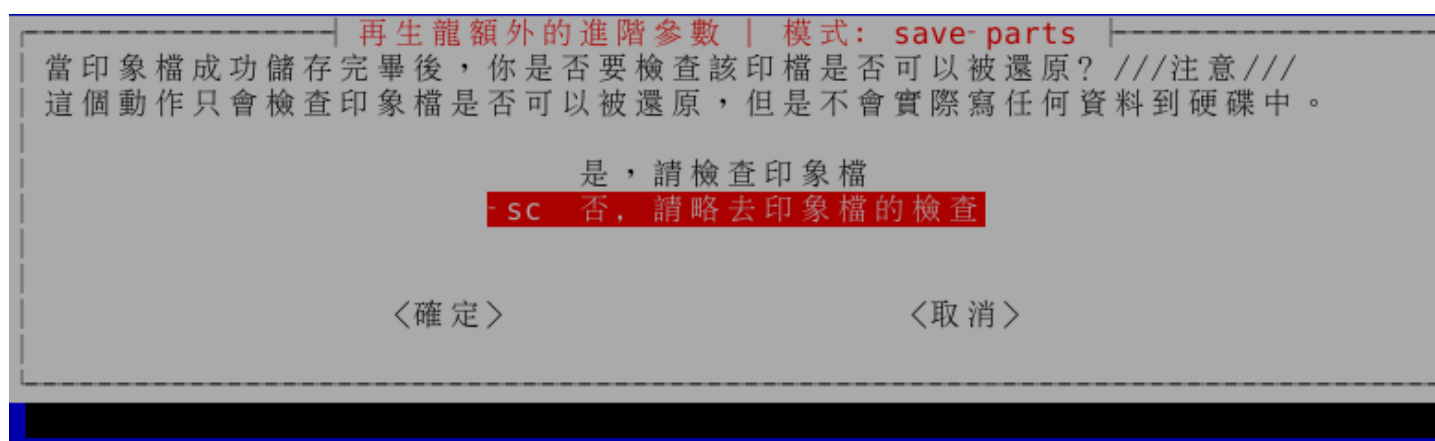 再生龍額外的進階參數 | 模式: save-parts
當印象檔成功儲存完畢後，你是否要檢查該印檔是否可以被還原? ///注意///
這個動作只會檢查印象檔是否可以被還原，但是不會實際寫任何資料到硬碟中。
是，請檢查印象檔
-sc 否, 請略去印象檔的檢查
<確定> <取消>